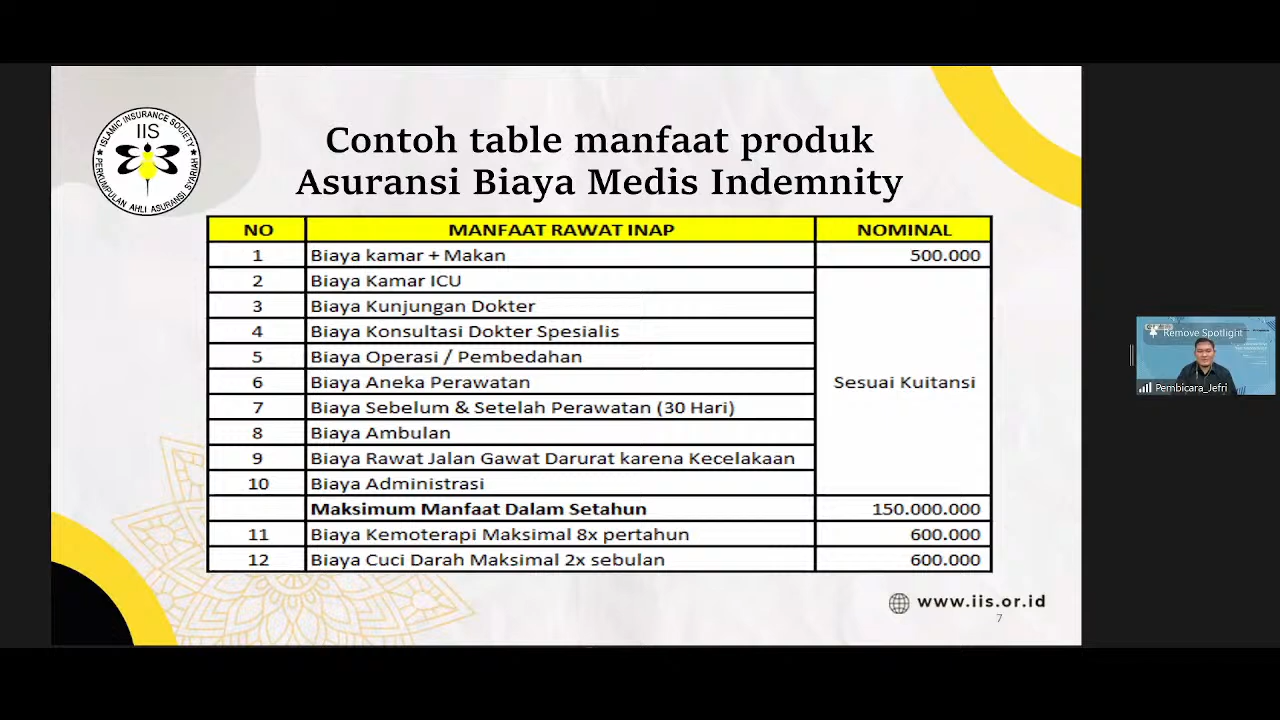 ISLAMIC INSURANCE SOCIETY
IIS
PERKUMPULAN AHLI ASURANSI SYARIAH
Contoh table manfaat produk
Asuransi Biaya Medis Indemnity
NO MANFAAT RAWAT INAP NOMINAL
1 Biaya kamar + Makan 500.000
2 Biaya Kamar ICU
3 Biaya Kunjungan Dokter
4 Biaya Konsultasi Dokter Spesialis
5 Biaya Operasi / Pembedahan
6 Biaya Aneka Perawatan Sesuai Kuitansi
7 Biaya Sebelum & Setelah Perawatan (30 Hari)
8 Biaya Ambulan
9 Biaya Rawat Jalan Gawat Darurat karena Kecelakaan
10 Biaya Administrasi
Maksimum Manfaat Dalam Setahun 150.000.000
11 Biaya Kemoterapi Maksimal 8x pertahun 600.000
12 Biaya Cuci Darah Maksimal 2x sebulan 600.000
www.iis.or.id
7
Remove Spotlight
Pembicara_Jefri